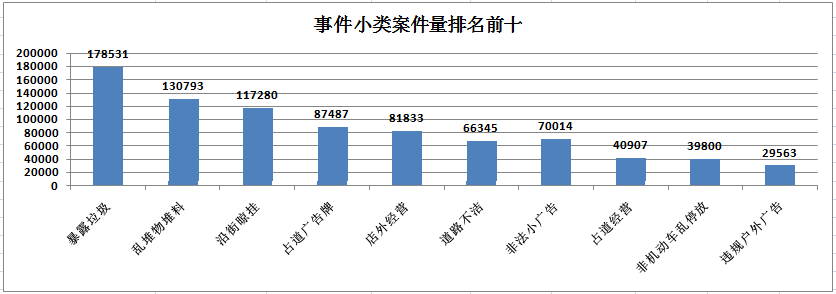 事件小类案件量排名前十
200000
180000
160000
140000
120000
100000
80000
60000
40000
20000
0
178531
130793
117280
87487
81833
66345
70014
40907
39800
29563
暴露垃圾
乱堆物堆料
沿街晾挂
占道广告牌
店外经营
道路不洁
非法小广告
占道经营
非机动车乱停放
违规户外广告